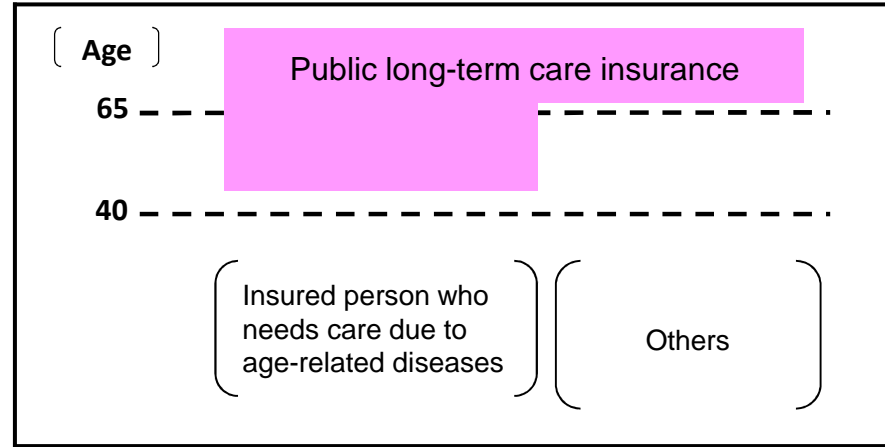 Age
Public long-term care insurance
65
40
Insured person who
needs care due to
age-related diseases
Others